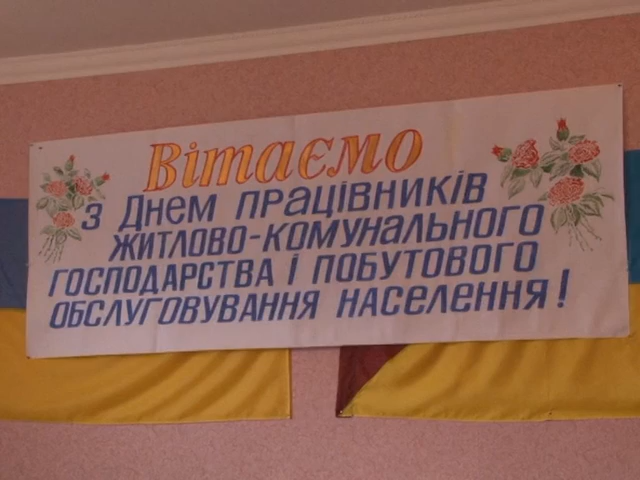 Вітаємо
з Днем працівників
житлово-комунального
господарства і побутового
обслуговування населення!